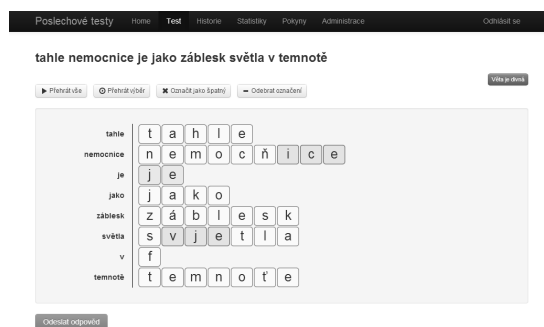 Poslechové testy Home Test Historie Statistiky Pokyny Administrace Odhlásit se
tahle nemocnice je jako záblesk světla v temnotě
Věta je divná
Přehrát vše Přehrát výběr Označit jako špatný Odebrat označení
tahle t a h l e
nemocnice n e m o c ň i c e
je j e
jako j a k o
záblesk z á b l e s k
světla s v j e t l a
v f
temnotě t e m n o ť e
Odeslat odpověď